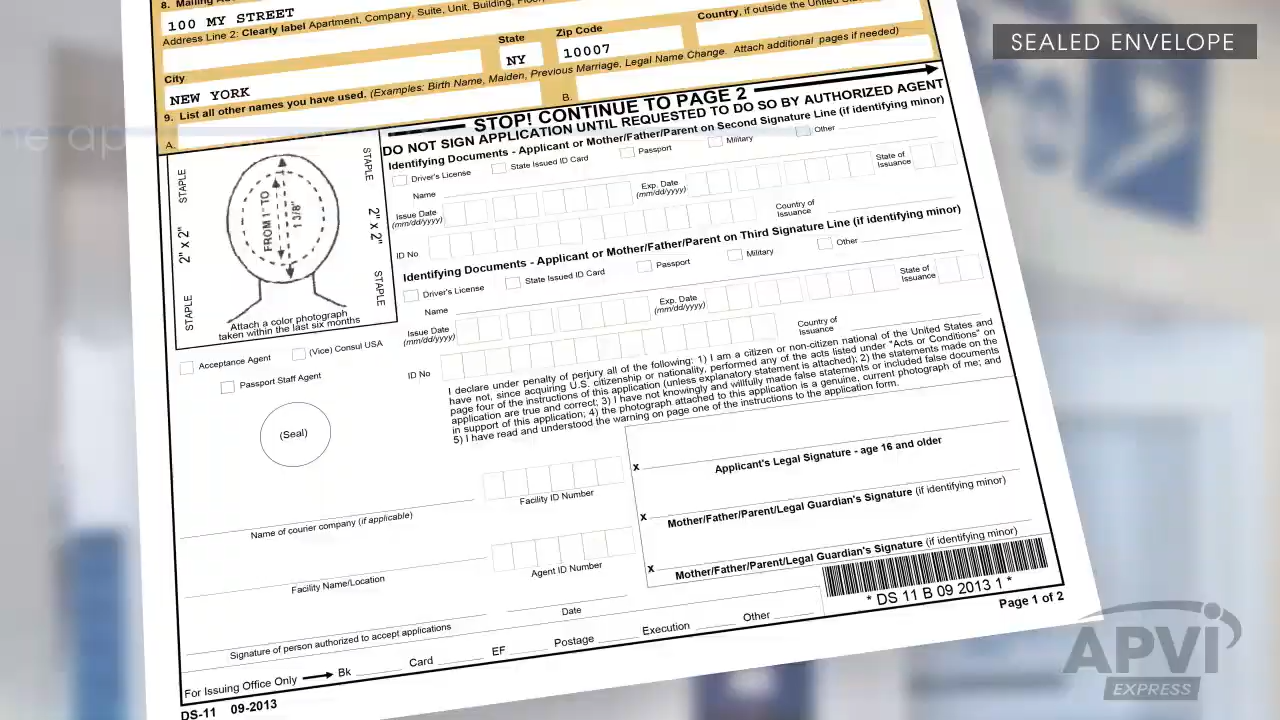 SEALED ENVELOPE
8. Mailing
100 MY STREET
Address Line 2: Clearly label Apartment, Company, Suite, Unit, Building, Floor,
City
State
Zip Code
Country, if outside the United
NEW YORK
NY
10007
9. List all other names you have used. (Examples: Birth Name, Maiden, Previous Marriage, Legal Name Change. Attach additional pages if needed)
A.
B.
STOP! CONTINUE TO PAGE 2
DO NOT SIGN APPLICATION UNTIL REQUESTED TO DO SO BY AUTHORIZED AGENT
Identifying Documents - Applicant or Mother/Father/Parent on Second Signature Line (if identifying minor)
Driver's License
State Issued ID Card
Passport
Military
Other
Name
Issue Date
(mm/dd/yyyy)
Exp. Date
(mm/dd/yyyy)
State of
Issuance
ID No
Country of
Issuance
Identifying Documents - Applicant or Mother/Father/Parent on Third Signature Line (if identifying minor)
Driver's License
State Issued ID Card
Passport
Military
Other
Name
Issue Date
(mm/dd/yyyy)
Exp. Date
(mm/dd/yyyy)
State of
Issuance
ID No
Country of
Issuance
STAPLE
STAPLE
2" x 2"
2" x 2"
STAPLE
STAPLE
FROM 1" TO
1 3/8"
Attach a color photograph
taken within the last six months
Acceptance Agent
(Vice) Consul USA
Passport Staff Agent
(Seal)
I declare under penalty of perjury all of the following: 1) I am a citizen or non-citizen national of the United States and
have not, since acquiring U.S. citizenship or nationality, performed any of the acts listed under "Acts or Conditions" on
page four of the instructions of this application (unless explanatory statement is attached); 2) the statements made on the
application are true and correct; 3) I have not knowingly and willfully made false statements or included false documents
in support of this application; 4) the photograph attached to this application is a genuine, current photograph of me; and
5) I have read and understood the warning on page one of the instructions to the application form.
x
Applicant's Legal Signature - age 16 and older
x
Mother/Father/Parent/Legal Guardian's Signature (if identifying minor)
x
Mother/Father/Parent/Legal Guardian's Signature (if identifying minor)
Name of courier company (if applicable)
Facility ID Number
Facility Name/Location
Agent ID Number
Signature of person authorized to accept applications
Date
For Issuing Office Only
Bk
Card
EF
Postage
Execution
Other
* DS 11 B 09 2013 1 *
DS-11 09-2013
Page 1 of 2
APVi
EXPRESS